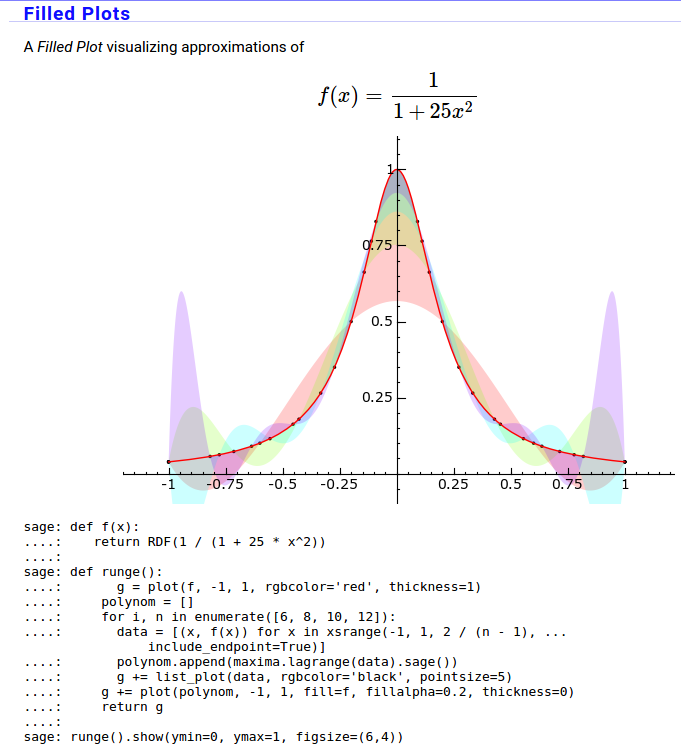 Filled Plots
A Filled Plot visualizing approximations of
f(x) = 1 / (1 + 25x²)
1
0.75
0.5
0.25
-1 -0.75 -0.5 -0.25 0.25 0.5 0.75 1
sage: def f(x):
....:    return RDF(1 / (1 + 25 * x^2))
....:
sage: def runge():
....:       g = plot(f, -1, 1, rgbcolor='red', thickness=1)
....:     polynom = []
....:     for i, n in enumerate([6, 8, 10, 12]):
....:       data = [(x, f(x)) for x in xsrange(-1, 1, 2 / (n - 1), ...
                include_endpoint=True)]
....:       polynom.append(maxima.lagrange(data).sage())
....:       g += list_plot(data, rgbcolor='black', pointsize=5)
....:     g += plot(polynom, -1, 1, fill=f, fillalpha=0.2, thickness=0)
....:     return g
....:
sage: runge().show(ymin=0, ymax=1, figsize=(6,4))